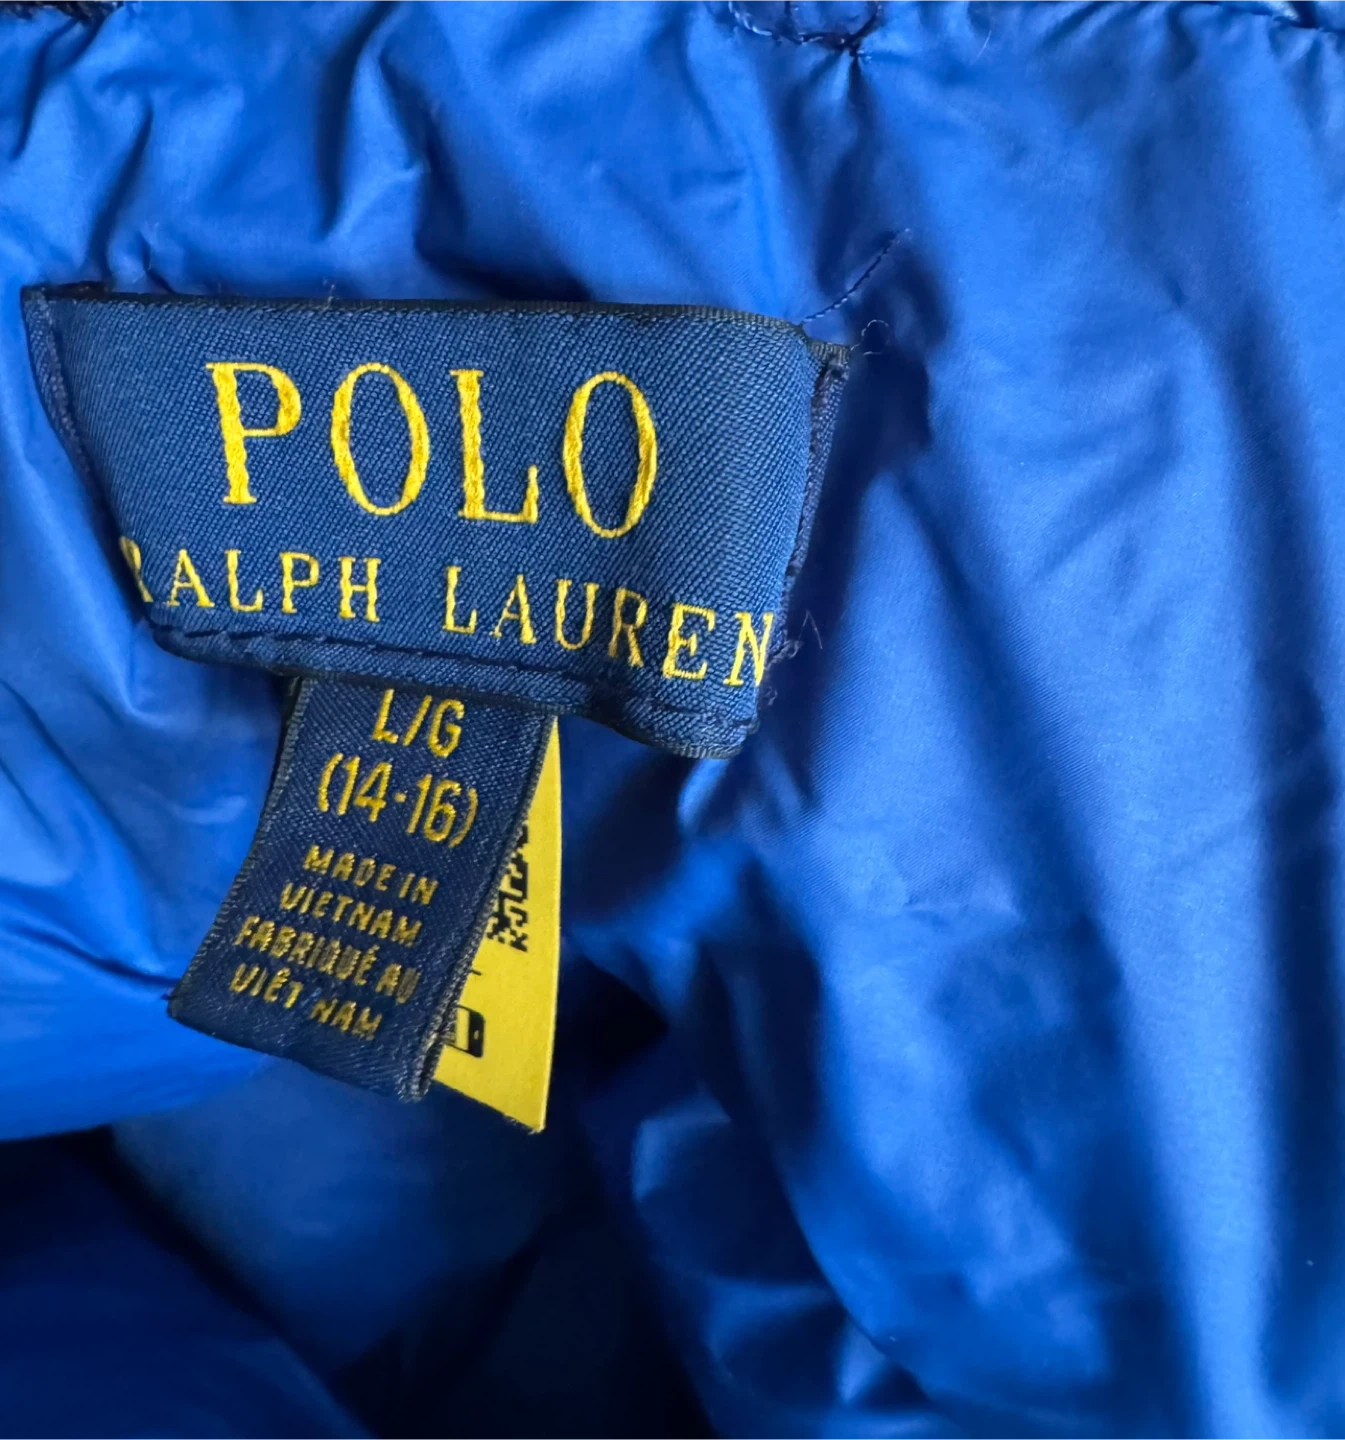 POLO
RALPH LAUREN
L/G
(14-16)
MADE IN
VIETNAM
FABRIQUÉ AU
VIÊT NAM